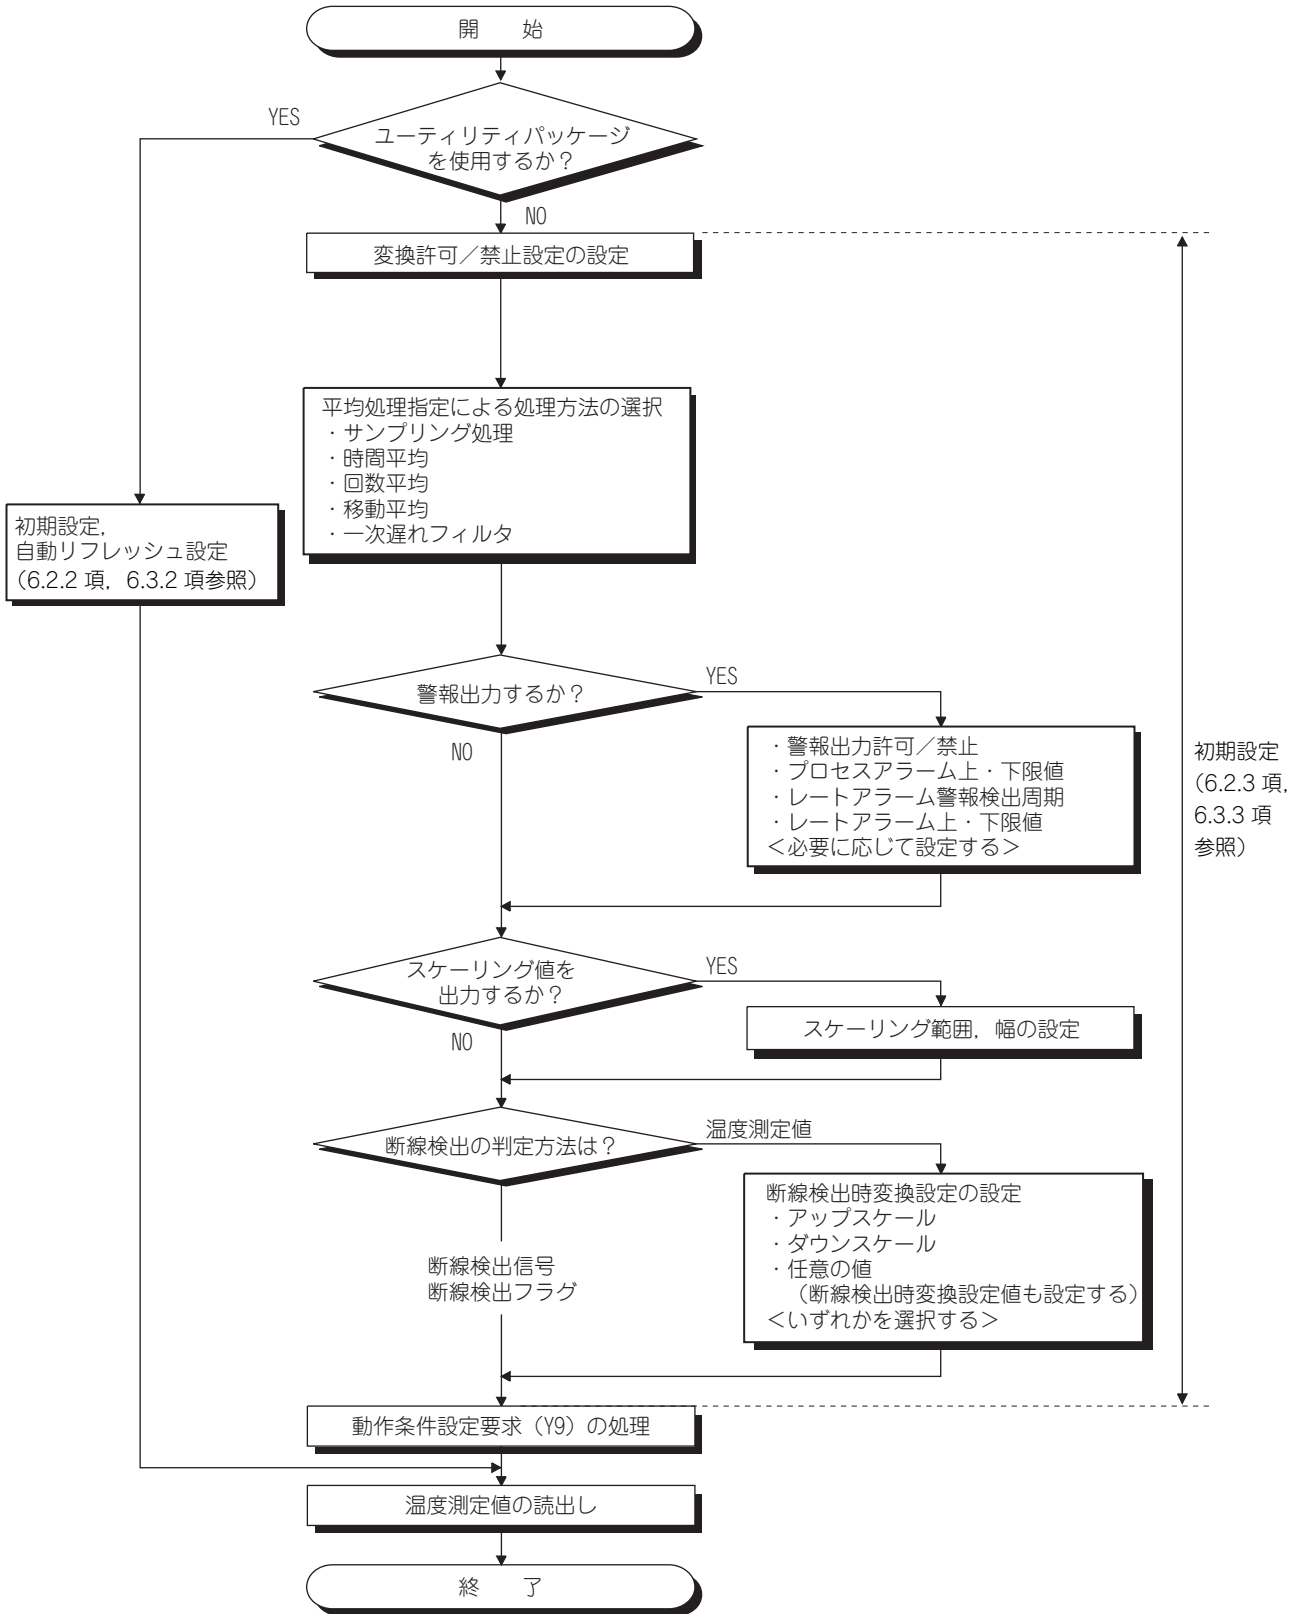 開　始
YES
ユーティリティパッケージ
を使用するか？
NO
変換許可／禁止設定の設定
平均処理指定による処理方法の選択
・サンプリング処理
・時間平均
・回数平均
・移動平均
・一次遅れフィルタ
初期設定，
自動リフレッシュ設定
（6.2.2 項，6.3.2 項参照）
警報出力するか？
YES
NO
・警報出力許可／禁止
・プロセスアラーム上・下限値
・レートアラーム警報検出周期
・レートアラーム上・下限値
＜必要に応じて設定する＞
初期設定
（6.2.3 項，
6.3.3 項
参照）
スケーリング値を
出力するか？
YES
NO
スケーリング範囲，幅の設定
断線検出の判定方法は？
温度測定値
断線検出時変換設定の設定
・アップスケール
・ダウンスケール
・任意の値
（断線検出時変換設定値も設定する）
＜いずれかを選択する＞
断線検出信号
断線検出フラグ
動作条件設定要求（Y9）の処理
温度測定値の読出し
終　了